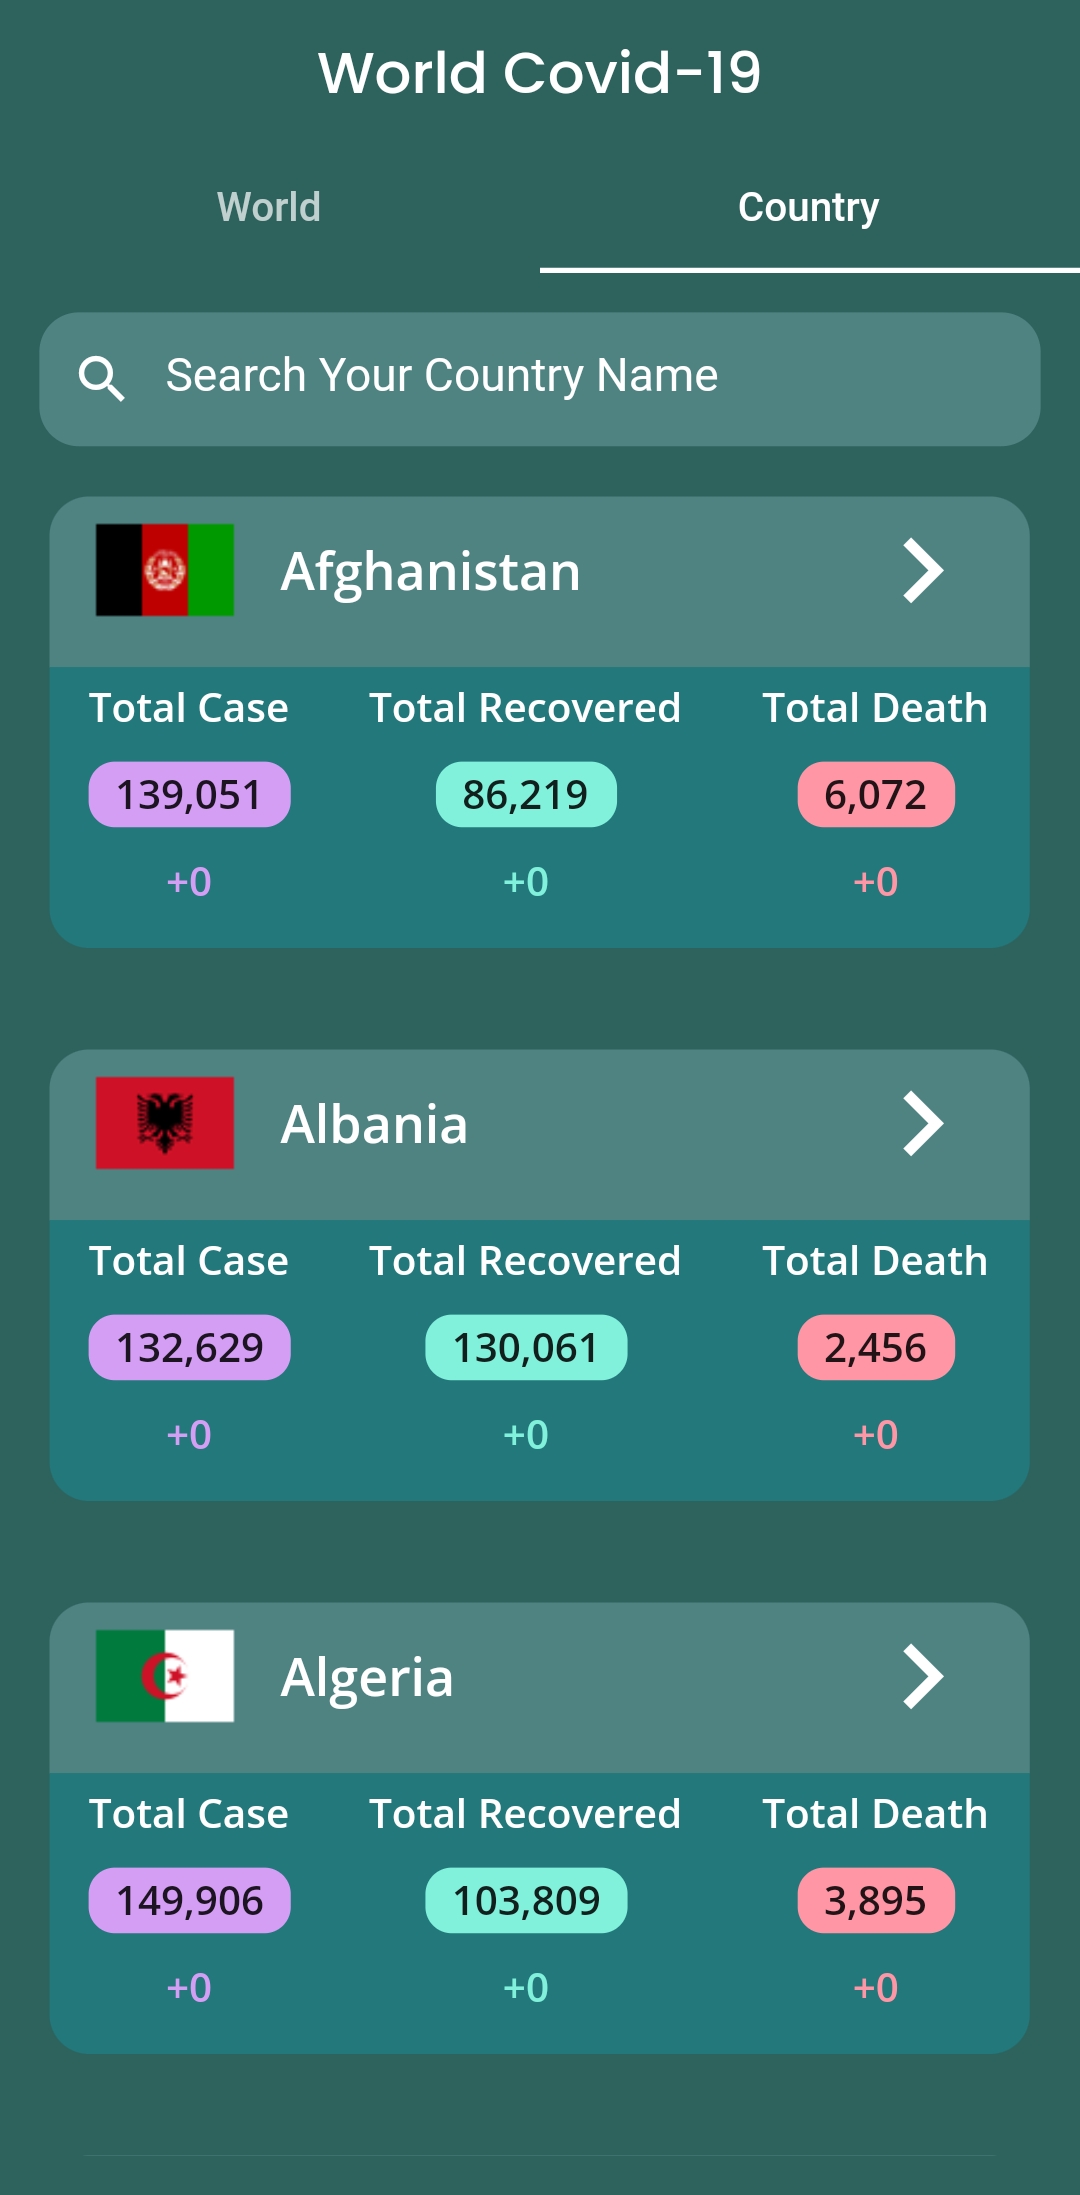 World Covid-19
World Country
Search Your Country Name
Afghanistan
Total Case Total Recovered Total Death
139,051 86,219 6,072
+0 +0 +0
Albania
Total Case Total Recovered Total Death
132,629 130,061 2,456
+0 +0 +0
Algeria
Total Case Total Recovered Total Death
149,906 103,809 3,895
+0 +0 +0